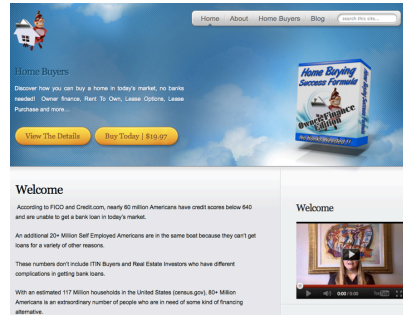 Home About Home Buyers Blog search this site...
Home Buyers
Discover how you can buy a home in today's market, no banks
needed! Owner finance, Rent To Own, Lease Options, Lease
Purchase and more...
View The Details Buy Today | $19.97
Home Buying
Success Formula
Owner Finance
Edition
Welcome
According to FICO and Credit.com, nearly 60 million Americans have credit scores below 640
and are unable to get a bank loan in today's market.
An additional 20+ Million Self Employed Americans are in the same boat because they can't get
loans for a variety of other reasons.
These numbers don't include ITIN Buyers and Real Estate Investors who have different
complications in getting bank loans.
With an estimated 117 Million households in the United States (census.gov), 80+ Million
Americans is an extraordinary number of people who are in need of some kind of financing
alternative.
Welcome
0:00 / 0:00